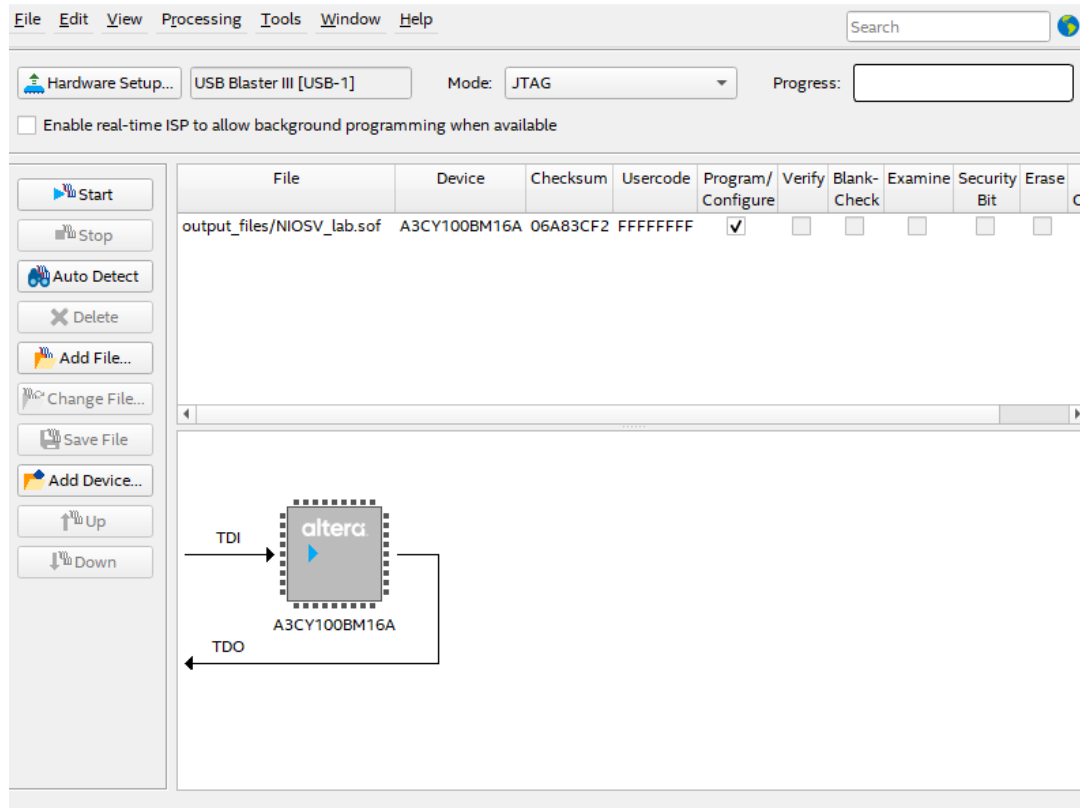 File Edit View Processing Tools Window Help
Search
Hardware Setup... USB Blaster III [USB-1] Mode: JTAG Progress:
Enable real-time ISP to allow background programming when available
File Device Checksum Usercode Program/ Configure Verify Blank- Check Examine Security Bit Erase
output_files/NIOSV_lab.sof A3CY100BM16A 06A83CF2 FFFFFFFF
Start
Stop
Auto Detect
Delete
Add File...
Change File...
Save File
Add Device...
Up
Down
TDI
altera
A3CY100BM16A
TDO